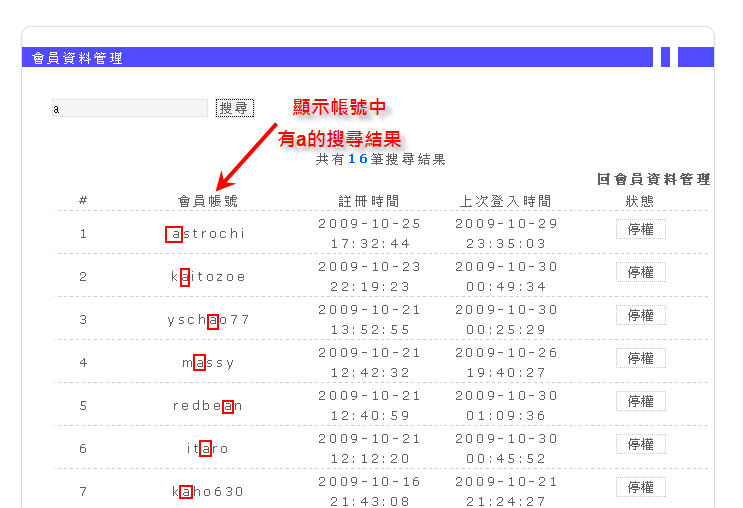 會員資料管理
a 搜尋
顯示帳號中
有a的搜尋結果
共有16筆搜尋結果
回會員資料管理
# 會員帳號 註冊時間 上次登入時間 狀態
1 astrochi 2009-10-25 17:32:44 2009-10-29 23:35:03 停權
2 kaitozoe 2009-10-23 22:19:23 2009-10-30 00:49:34 停權
3 yschao77 2009-10-21 13:52:55 2009-10-30 00:25:29 停權
4 massy 2009-10-21 12:42:32 2009-10-26 19:40:27 停權
5 redbean 2009-10-21 12:40:59 2009-10-30 01:09:36 停權
6 itaro 2009-10-21 12:12:20 2009-10-30 00:45:52 停權
7 kaho630 2009-10-16 21:43:08 2009-10-21 21:24:27 停權